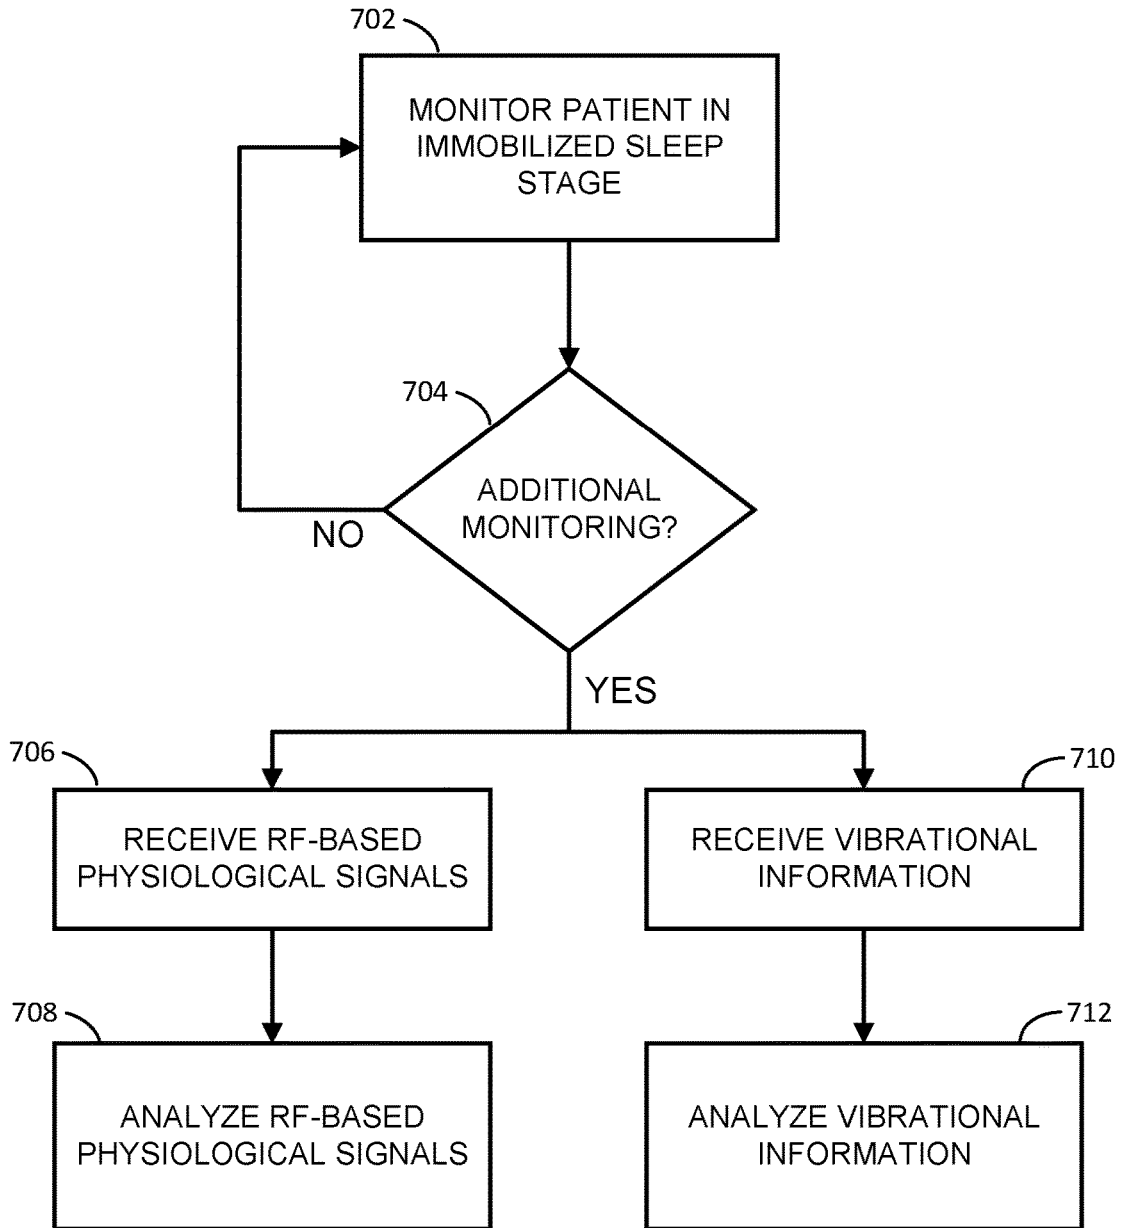 702
MONITOR PATIENT IN
IMMOBILIZED SLEEP
STAGE
704
ADDITIONAL
MONITORING?
NO
YES
706
RECEIVE RF-BASED
PHYSIOLOGICAL SIGNALS
710
RECEIVE VIBRATIONAL
INFORMATION
708
ANALYZE RF-BASED
PHYSIOLOGICAL SIGNALS
712
ANALYZE VIBRATIONAL
INFORMATION